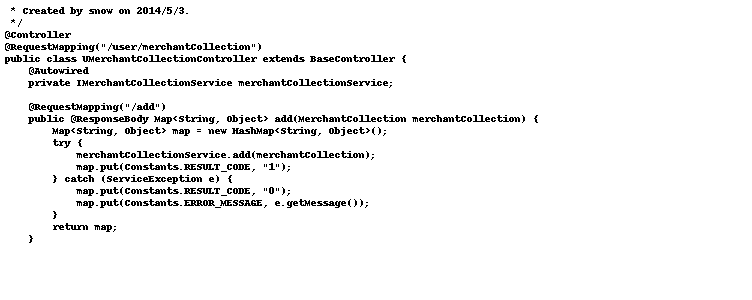 * Created by snow on 2014/5/3.
 */
@Controller
@RequestMapping("/user/merchantCollection")
public class UMerchantCollectionController extends BaseController {
    @Autowired
    private IMerchantCollectionService merchantCollectionService;

    @RequestMapping("/add")
    public @ResponseBody Map<String, Object> add(MerchantCollection merchantCollection) {
        Map<String, Object> map = new HashMap<String, Object>();
        try {
            merchantCollectionService.add(merchantCollection);
            map.put(Constants.RESULT_CODE, "1");
        } catch (ServiceException e) {
            map.put(Constants.RESULT_CODE, "0");
            map.put(Constants.ERROR_MESSAGE, e.getMessage());
        }
        return map;
    }